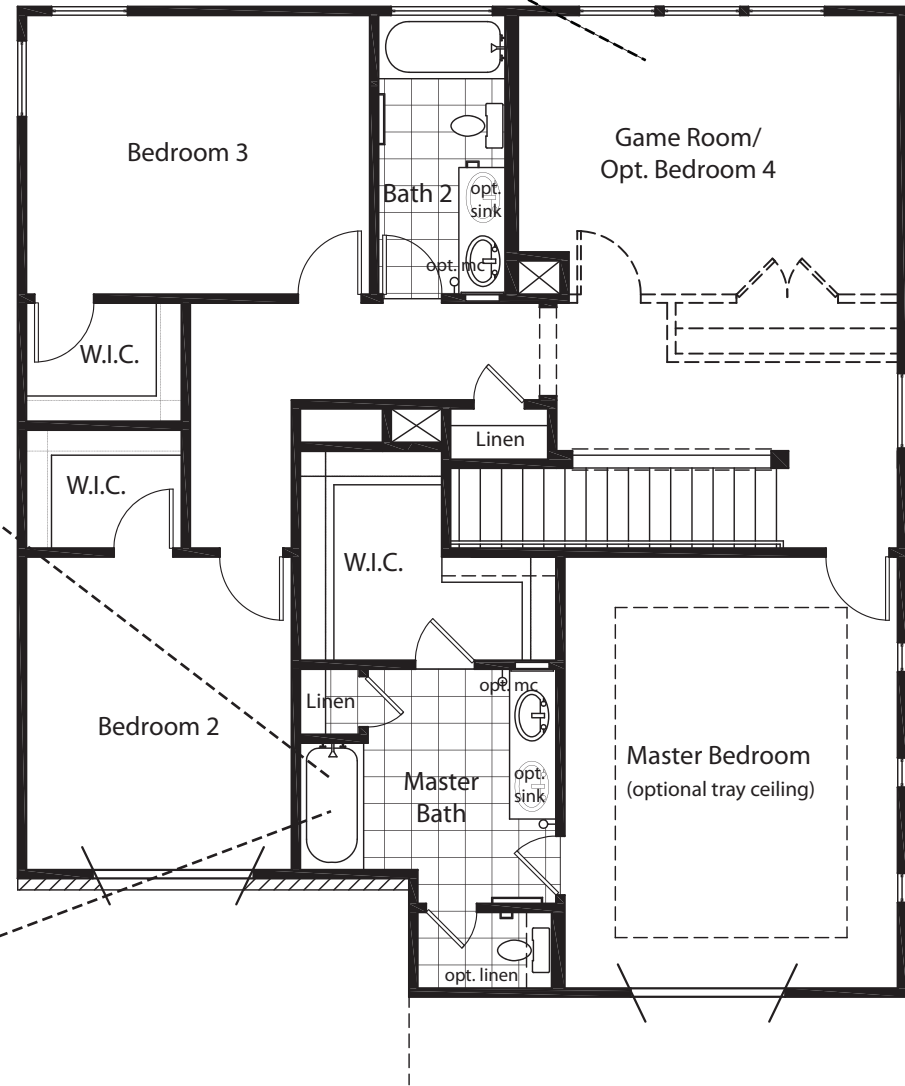 Bedroom 3
Bath 2
opt.
sink
opt. mc
Game Room/
Opt. Bedroom 4
W.I.C.
Linen
W.I.C.
W.I.C.
Linen
opt. mc
Bedroom 2
Master
Bath
opt.
sink
Master Bedroom
(optional tray ceiling)
opt. linen